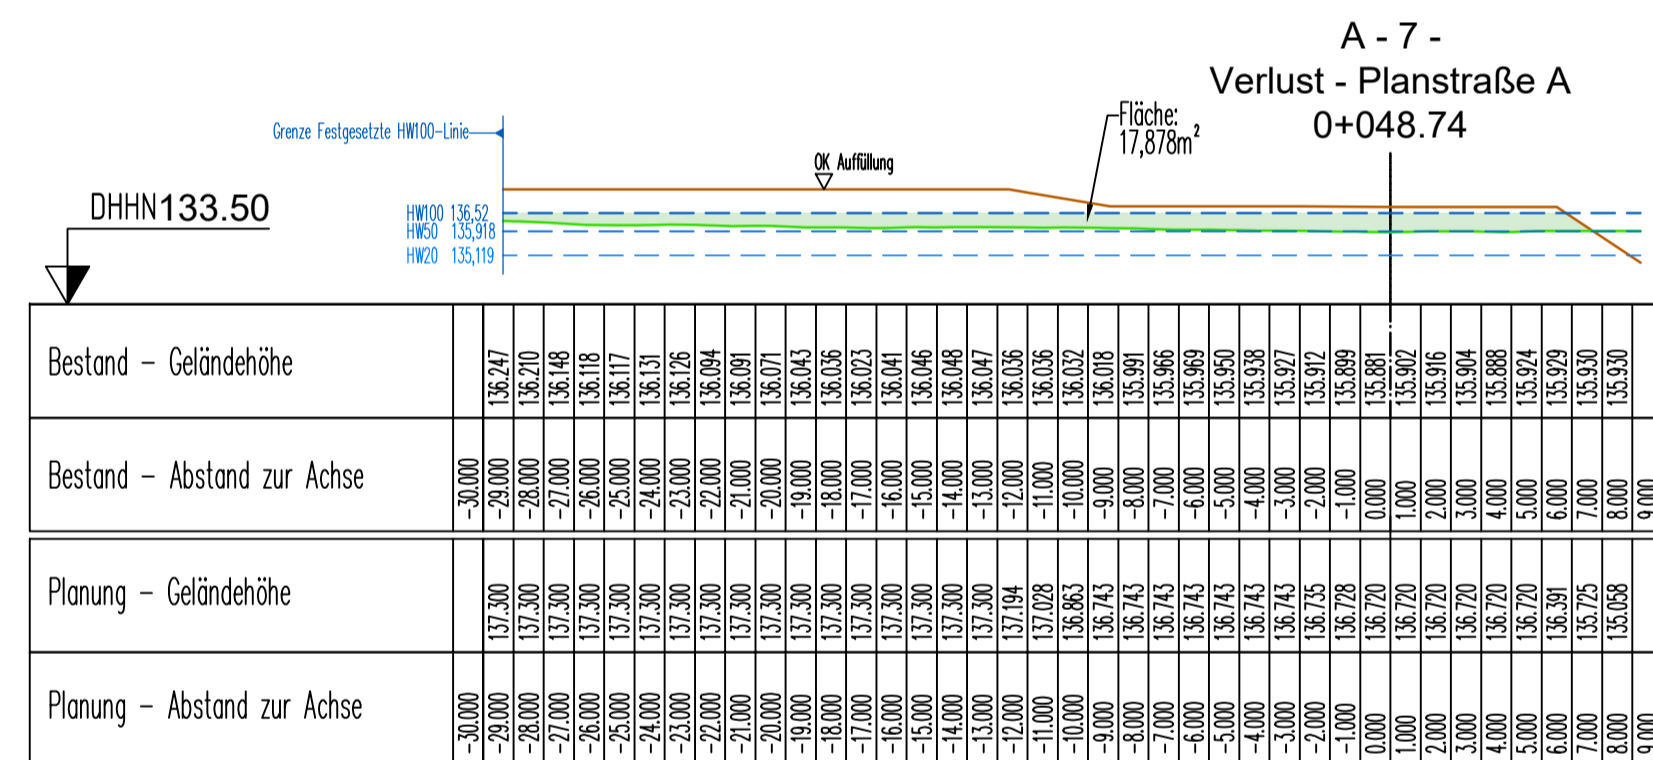 A - 7 -
Verlust - Planstraße A
0+048.74
Fläche:
17,878m²
Grenze Festgesetzte HW100-Linie
OK Auffüllung
DHHN133.50
HW100 136,52
HW50 135,918
HW20 135,119
Bestand - Geländehöhe 136.247 136.210 136.148 136.118 136.117 136.131 136.126 136.094 136.091 136.071 136.043 136.036 136.023 136.041 136.046 136.048 136.047 136.036 136.036 136.032 136.018 135.991 135.966 135.969 135.950 135.938 135.927 135.912 135.899 135.881 135.902 135.916 135.904 135.888 135.924 135.929 135.930 135.930
Bestand - Abstand zur Achse -30.000 -29.000 -28.000 -27.000 -26.000 -25.000 -24.000 -23.000 -22.000 -21.000 -20.000 -19.000 -18.000 -17.000 -16.000 -15.000 -14.000 -13.000 -12.000 -11.000 -10.000 -9.000 -8.000 -7.000 -6.000 -5.000 -4.000 -3.000 -2.000 -1.000 0.000 1.000 2.000 3.000 4.000 5.000 6.000 7.000 8.000 9.000
Planung - Geländehöhe 137.300 137.300 137.300 137.300 137.300 137.300 137.300 137.300 137.300 137.300 137.300 137.300 137.300 137.300 137.300 137.300 137.300 137.194 137.028 136.863 136.743 136.743 136.743 136.743 136.743 136.743 136.743 136.735 136.728 136.720 136.720 136.720 136.720 136.720 136.720 136.391 135.725 135.058
Planung - Abstand zur Achse -30.000 -29.000 -28.000 -27.000 -26.000 -25.000 -24.000 -23.000 -22.000 -21.000 -20.000 -19.000 -18.000 -17.000 -16.000 -15.000 -14.000 -13.000 -12.000 -11.000 -10.000 -9.000 -8.000 -7.000 -6.000 -5.000 -4.000 -3.000 -2.000 -1.000 0.000 1.000 2.000 3.000 4.000 5.000 6.000 7.000 8.000 9.000